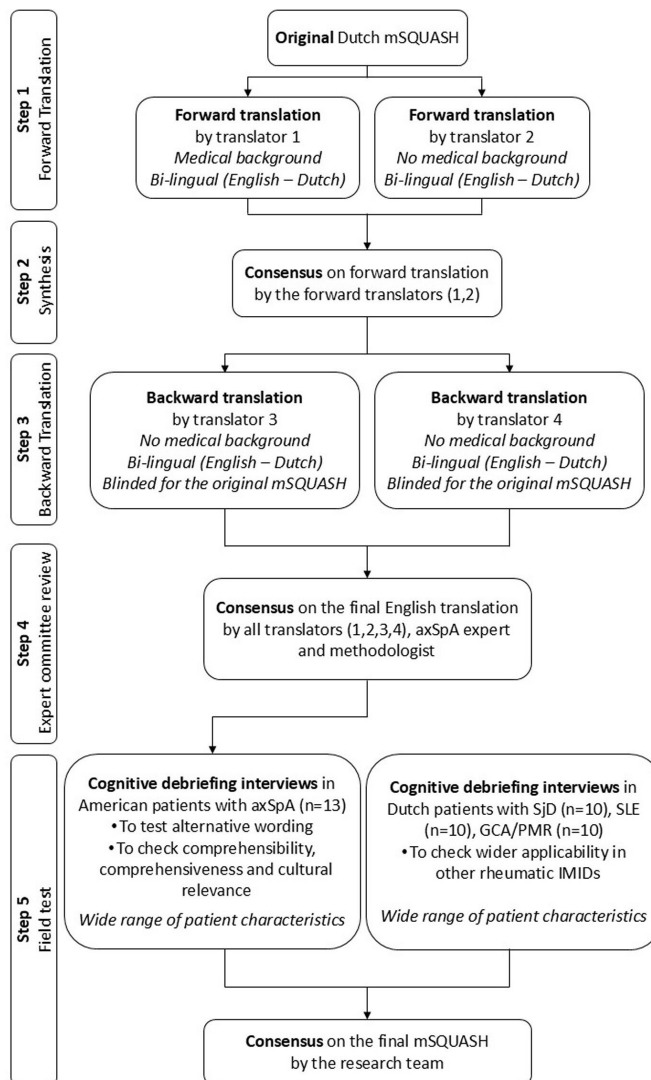 Step 1
Forward Translation
Original Dutch mSQUASH
Forward translation
by translator 1
Medical background
Bi-lingual (English – Dutch)
Forward translation
by translator 2
No medical background
Bi-lingual (English – Dutch)
Step 2
Synthesis
Consensus on forward translation
by the forward translators (1,2)
Step 3
Backward Translation
Backward translation
by translator 3
No medical background
Bi-lingual (English – Dutch)
Blinded for the original mSQUASH
Backward translation
by translator 4
No medical background
Bi-lingual (English – Dutch)
Blinded for the original mSQUASH
Step 4
Expert committee review
Consensus on the final English translation
by all translators (1,2,3,4), axSpA expert
and methodologist
Step 5
Field test
Cognitive debriefing interviews in
American patients with axSpA (n=13)
• To test alternative wording
• To check comprehensibility,
comprehensiveness and cultural
relevance
Wide range of patient characteristics
Cognitive debriefing interviews in
Dutch patients with SjD (n=10), SLE
(n=10), GCA/PMR (n=10)
• To check wider applicability in
other rheumatic IMIDs
Wide range of patient characteristics
Consensus on the final mSQUASH
by the research team